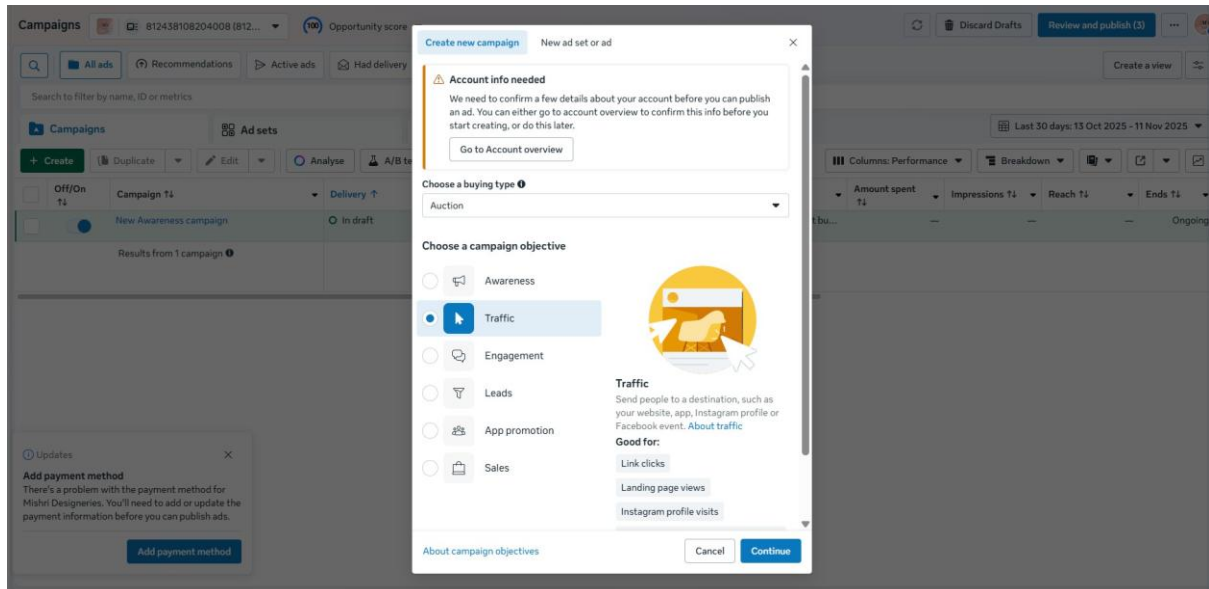 Campaigns
812438108204008 (812...
100
Opportunity score
Discard Drafts
Review and publish (3)
...
All ads
Recommendations
Active ads
Had delivery
Create a view
Search to filter by name, ID or metrics
Campaigns
Ad sets
Last 30 days: 13 Oct 2025 – 11 Nov 2025
+ Create
Duplicate
Edit
Analyse
A/B te
Columns: Performance
Breakdown
Off/On
Campaign
Delivery ↑
Amount spent
Impressions
Reach
Ends
New Awareness campaign
In draft
t bu...
—
—
—
Ongoing
Results from 1 campaign
Updates
Add payment method
There's a problem with the payment method for
Mishri Designeries. You'll need to add or update the
payment information before you can publish ads.
Add payment method
Create new campaign
New ad set or ad
Account info needed
We need to confirm a few details about your account before you can publish
an ad. You can either go to account overview to confirm this info before you
start creating, or do this later.
Go to Account overview
Choose a buying type
Auction
Choose a campaign objective
Awareness
Traffic
Engagement
Leads
App promotion
Sales
Traffic
Send people to a destination, such as
your website, app, Instagram profile or
Facebook event. About traffic
Good for:
Link clicks
Landing page views
Instagram profile visits
About campaign objectives
Cancel
Continue